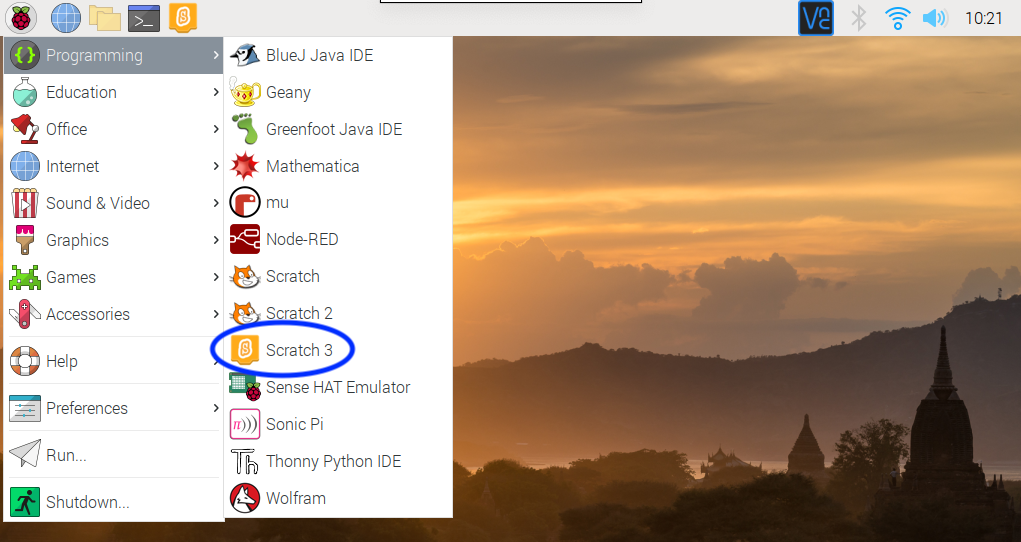 10:21
Programming
Education
Office
Internet
Sound & Video
Graphics
Games
Accessories
Help
Preferences
Run...
Shutdown...
BlueJ Java IDE
Geany
Greenfoot Java IDE
Mathematica
mu
Node-RED
Scratch
Scratch 2
Scratch 3
Sense HAT Emulator
Sonic Pi
Thonny Python IDE
Wolfram